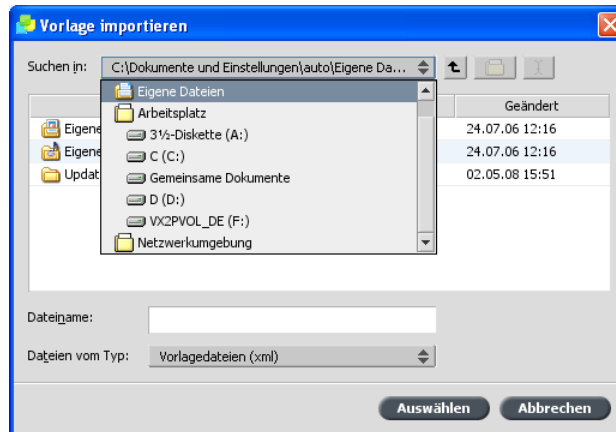 Vorlage importieren
Suchen in: C:\Dokumente und Einstellungen\auto\Eigene Da...
Eigene Dateien
Geändert
Arbeitsplatz
Eigene
3½-Diskette (A:)
24.07.06 12:16
Eigene
C (C:)
24.07.06 12:16
Updat
Gemeinsame Dokumente
02.05.08 15:51
D (D:)
VX2PVOL_DE (F:)
Netzwerkumgebung
Dateiname:
Dateien vom Typ: Vorlagedateien (xml)
Auswählen Abbrechen